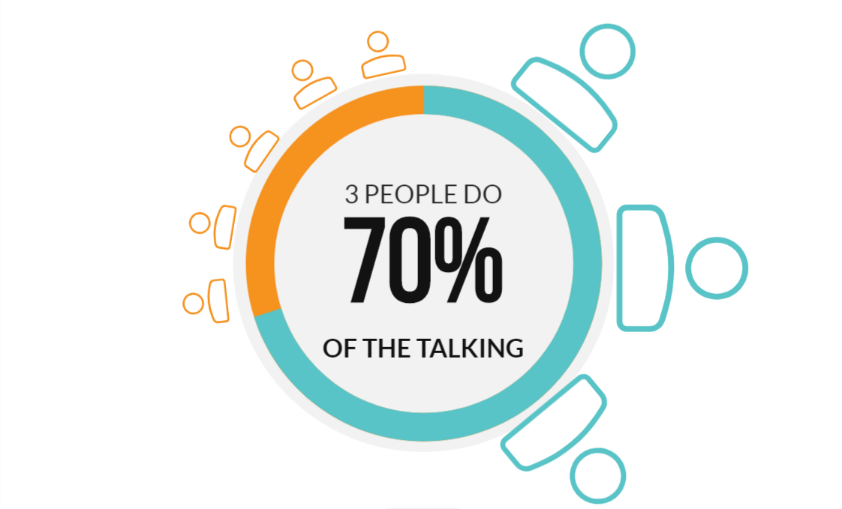 3 PEOPLE DO
70%
OF THE TALKING